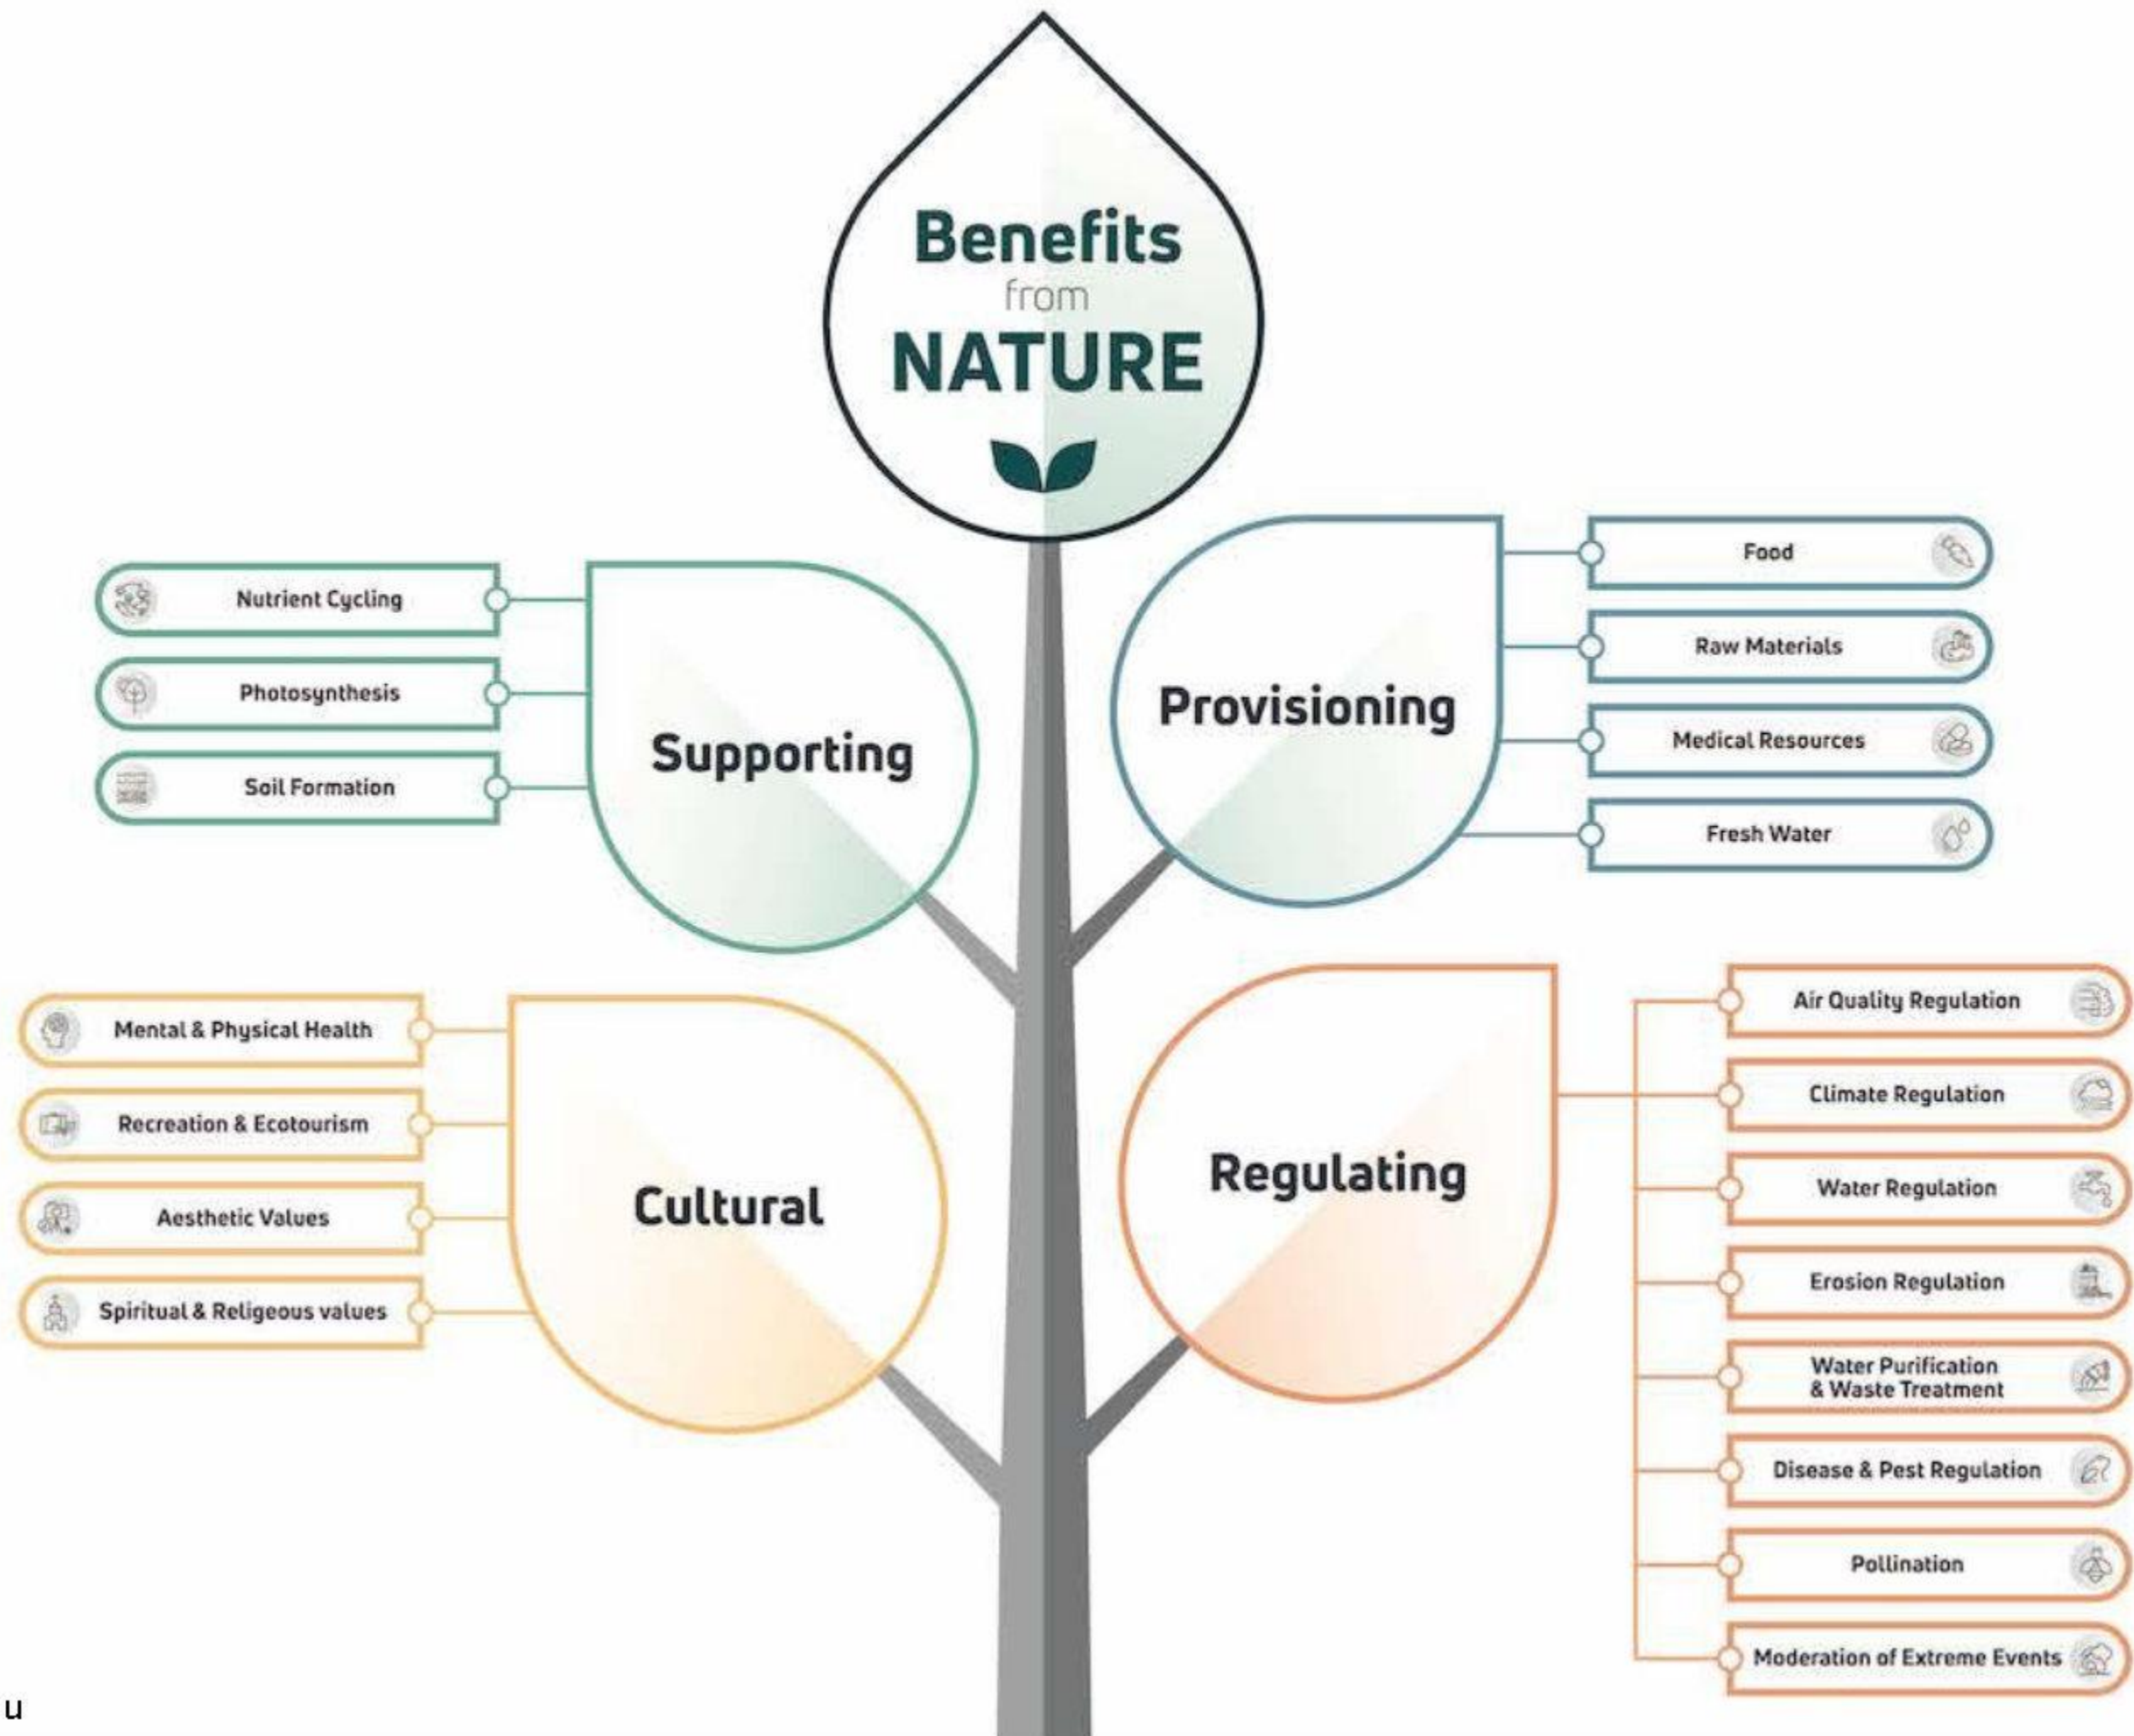 Benefits
from
NATURE
Supporting
Nutrient Cycling
Photosynthesis
Soil Formation
Provisioning
Food
Raw Materials
Medical Resources
Fresh Water
Cultural
Mental & Physical Health
Recreation & Ecotourism
Aesthetic Values
Spiritual & Religeous values
Regulating
Air Quality Regulation
Climate Regulation
Water Regulation
Erosion Regulation
Water Purification
& Waste Treatment
Disease & Pest Regulation
Pollination
Moderation of Extreme Events
u